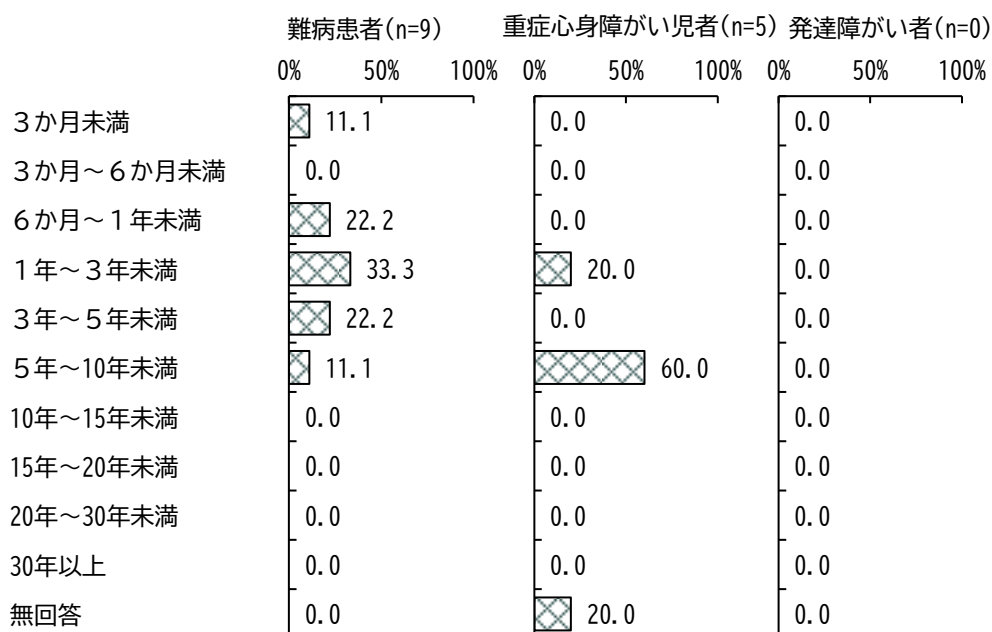 難病患者(n=9) 重症心身障がい児者(n=5) 発達障がい者(n=0)
0% 50% 100% 0% 50% 100% 0% 50% 100%
３か月未満 11.1 0.0 0.0
３か月～６か月未満 0.0 0.0 0.0
６か月～１年未満 22.2 0.0 0.0
１年～３年未満 33.3 20.0 0.0
３年～５年未満 22.2 0.0 0.0
５年～10年未満 11.1 60.0 0.0
10年～15年未満 0.0 0.0 0.0
15年～20年未満 0.0 0.0 0.0
20年～30年未満 0.0 0.0 0.0
30年以上 0.0 0.0 0.0
無回答 0.0 20.0 0.0